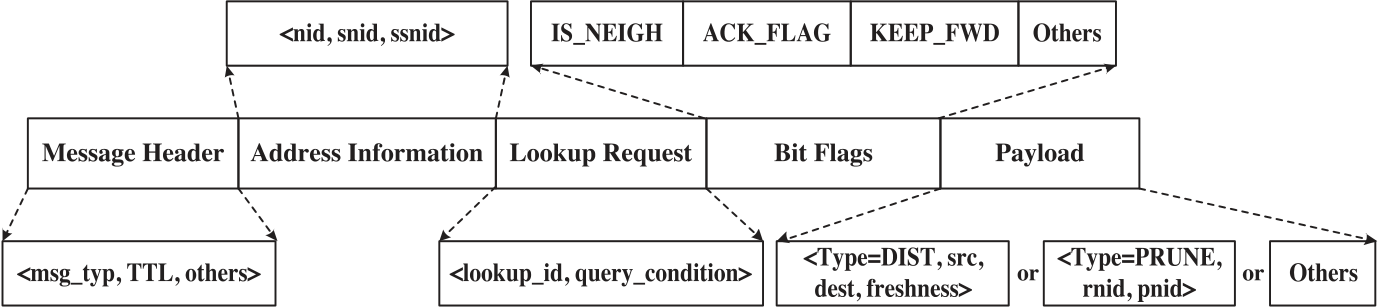 <nid, snid, ssnid>
IS_NEIGH ACK_FLAG KEEP_FWD Others
Message Header Address Information Lookup Request Bit Flags Payload
<msg_typ, TTL, others>
<lookup_id, query_condition>
<Type=DIST, src,
dest, freshness>
or
<Type=PRUNE,
rnid, pnid>
or
Others